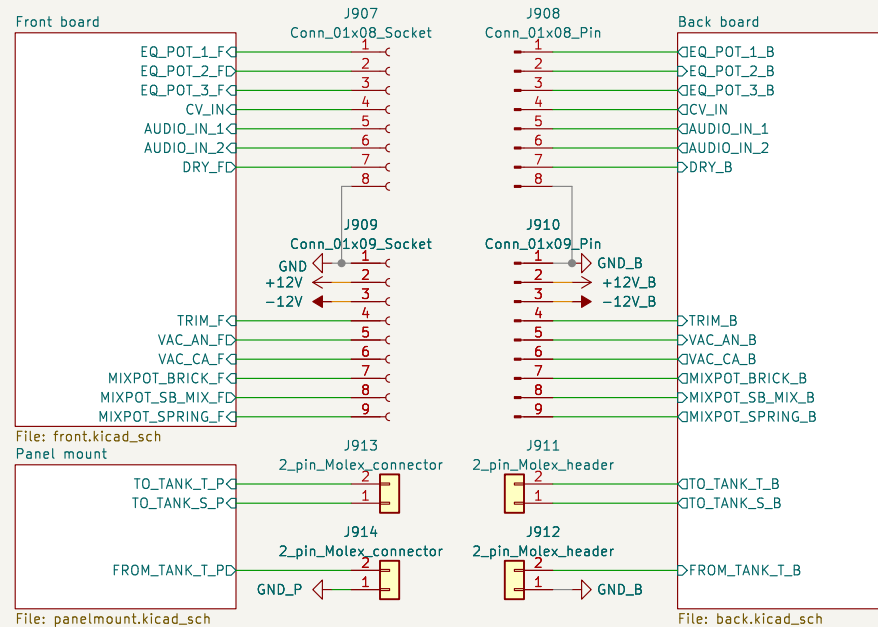 Front board
J907
Conn_01x08_Socket
EQ_POT_1_F 1
EQ_POT_2_F 2
EQ_POT_3_F 3
CV_IN 4
AUDIO_IN_1 5
AUDIO_IN_2 6
DRY_F 7
8
J909
Conn_01x09_Socket
GND 1
+12V 2
-12V 3
TRIM_F 4
VAC_AN_F 5
VAC_CA_F 6
MIXPOT_BRICK_F 7
MIXPOT_SB_MIX_F 8
MIXPOT_SPRING_F 9
File: front.kicad_sch
J908
Conn_01x08_Pin
Back board
1 EQ_POT_1_B
2 EQ_POT_2_B
3 EQ_POT_3_B
4 CV_IN
5 AUDIO_IN_1
6 AUDIO_IN_2
7 DRY_B
8
J910
Conn_01x09_Pin
1 GND_B
2 +12V_B
3 -12V_B
4 TRIM_B
5 VAC_AN_B
6 VAC_CA_B
7 MIXPOT_BRICK_B
8 MIXPOT_SB_MIX_B
9 MIXPOT_SPRING_B
Panel mount
J913
2_pin_Molex_connector
TO_TANK_T_P 2
TO_TANK_S_P 1
J914
2_pin_Molex_connector
FROM_TANK_T_P 2
GND_P 1
File: panelmount.kicad_sch
J911
2_pin_Molex_header
2 TO_TANK_T_B
1 TO_TANK_S_B
J912
2_pin_Molex_header
2 FROM_TANK_T_B
1 GND_B
File: back.kicad_sch